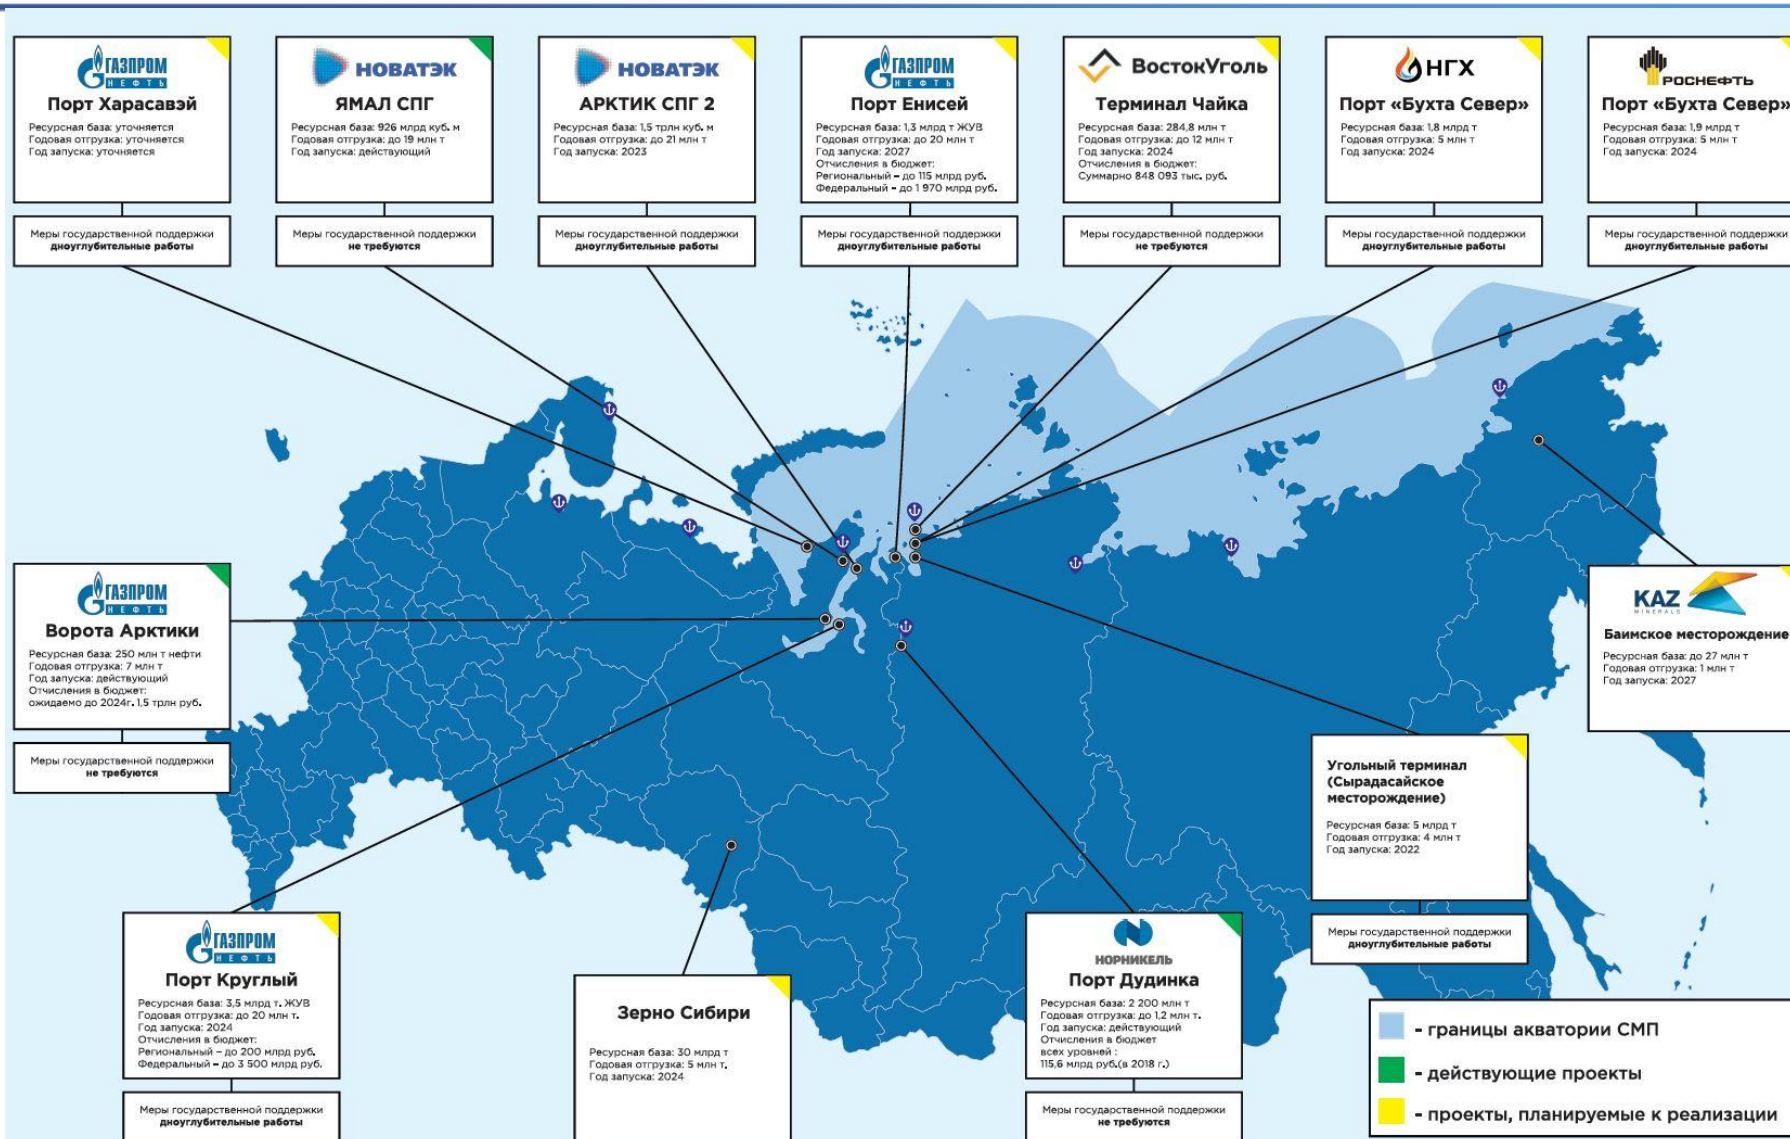 ГАЗПРОМ
НЕФТЬ
Порт Харасавэй
Ресурсная база: уточняется
Годовая отгрузка: уточняется
Год запуска: уточняется
Меры государственной поддержки
дноуглубительные работы
НОВАТЭК
ЯМАЛ СПГ
Ресурсная база: 926 млрд куб. м
Годовая отгрузка: до 19 млн т
Год запуска: действующий
Меры государственной поддержки
не требуются
НОВАТЭК
АРКТИК СПГ 2
Ресурсная база: 1,5 трлн куб. м
Годовая отгрузка: до 21 млн т
Год запуска: 2023
Меры государственной поддержки
дноуглубительные работы
ГАЗПРОМ
НЕФТЬ
Порт Енисей
Ресурсная база: 1,3 млрд т ЖУВ
Годовая отгрузка: до 20 млн т
Год запуска: 2027
Отчисления в бюджет:
Региональный – до 115 млрд руб.
Федеральный – до 1 970 млрд руб.
Меры государственной поддержки
дноуглубительные работы
ВостокУголь
Терминал Чайка
Ресурсная база: 284,8 млн т
Годовая отгрузка: до 12 млн т
Год запуска: 2024
Отчисления в бюджет:
Суммарно 848 093 тыс. руб.
Меры государственной поддержки
не требуются
НГХ
Порт «Бухта Север»
Ресурсная база: 1,8 млрд т
Годовая отгрузка: 5 млн т
Год запуска: 2024
Меры государственной поддержки
дноуглубительные работы
РОСНЕФТЬ
Порт «Бухта Север»
Ресурсная база: 1,9 млрд т
Годовая отгрузка: 5 млн т
Год запуска: 2024
Меры государственной поддержки
дноуглубительные работы
ГАЗПРОМ
НЕФТЬ
Ворота Арктики
Ресурсная база: 250 млн т нефти
Годовая отгрузка: 7 млн т
Год запуска: действующий
Отчисления в бюджет:
ожидаемо до 2024г. 1,5 трлн руб.
Меры государственной поддержки
не требуются
KAZ
MINERALS
Баимское месторождение
Ресурсная база: до 27 млн т
Годовая отгрузка: 1 млн т
Год запуска: 2027
Угольный терминал
(Сырадасайское
месторождение)
Ресурсная база: 5 млрд т
Годовая отгрузка: 4 млн т
Год запуска: 2022
Меры государственной поддержки
дноуглубительные работы
ГАЗПРОМ
НЕФТЬ
Порт Круглый
Ресурсная база: 3,5 млрд т. ЖУВ
Годовая отгрузка: до 20 млн т.
Год запуска: 2024
Отчисления в бюджет:
Региональный – до 200 млрд руб.
Федеральный – до 3 500 млрд руб.
Меры государственной поддержки
дноуглубительные работы
Зерно Сибири
Ресурсная база: 30 млрд т
Годовая отгрузка: 5 млн т.
Год запуска: 2024
НОРНИКЕЛЬ
Порт Дудинка
Ресурсная база: 2 200 млн т
Годовая отгрузка: до 1,2 млн т.
Год запуска: действующий
Отчисления в бюджет
всех уровней :
115,6 млрд руб.(в 2018 г.)
Меры государственной поддержки
не требуются
- границы акватории СМП
- действующие проекты
- проекты, планируемые к реализации